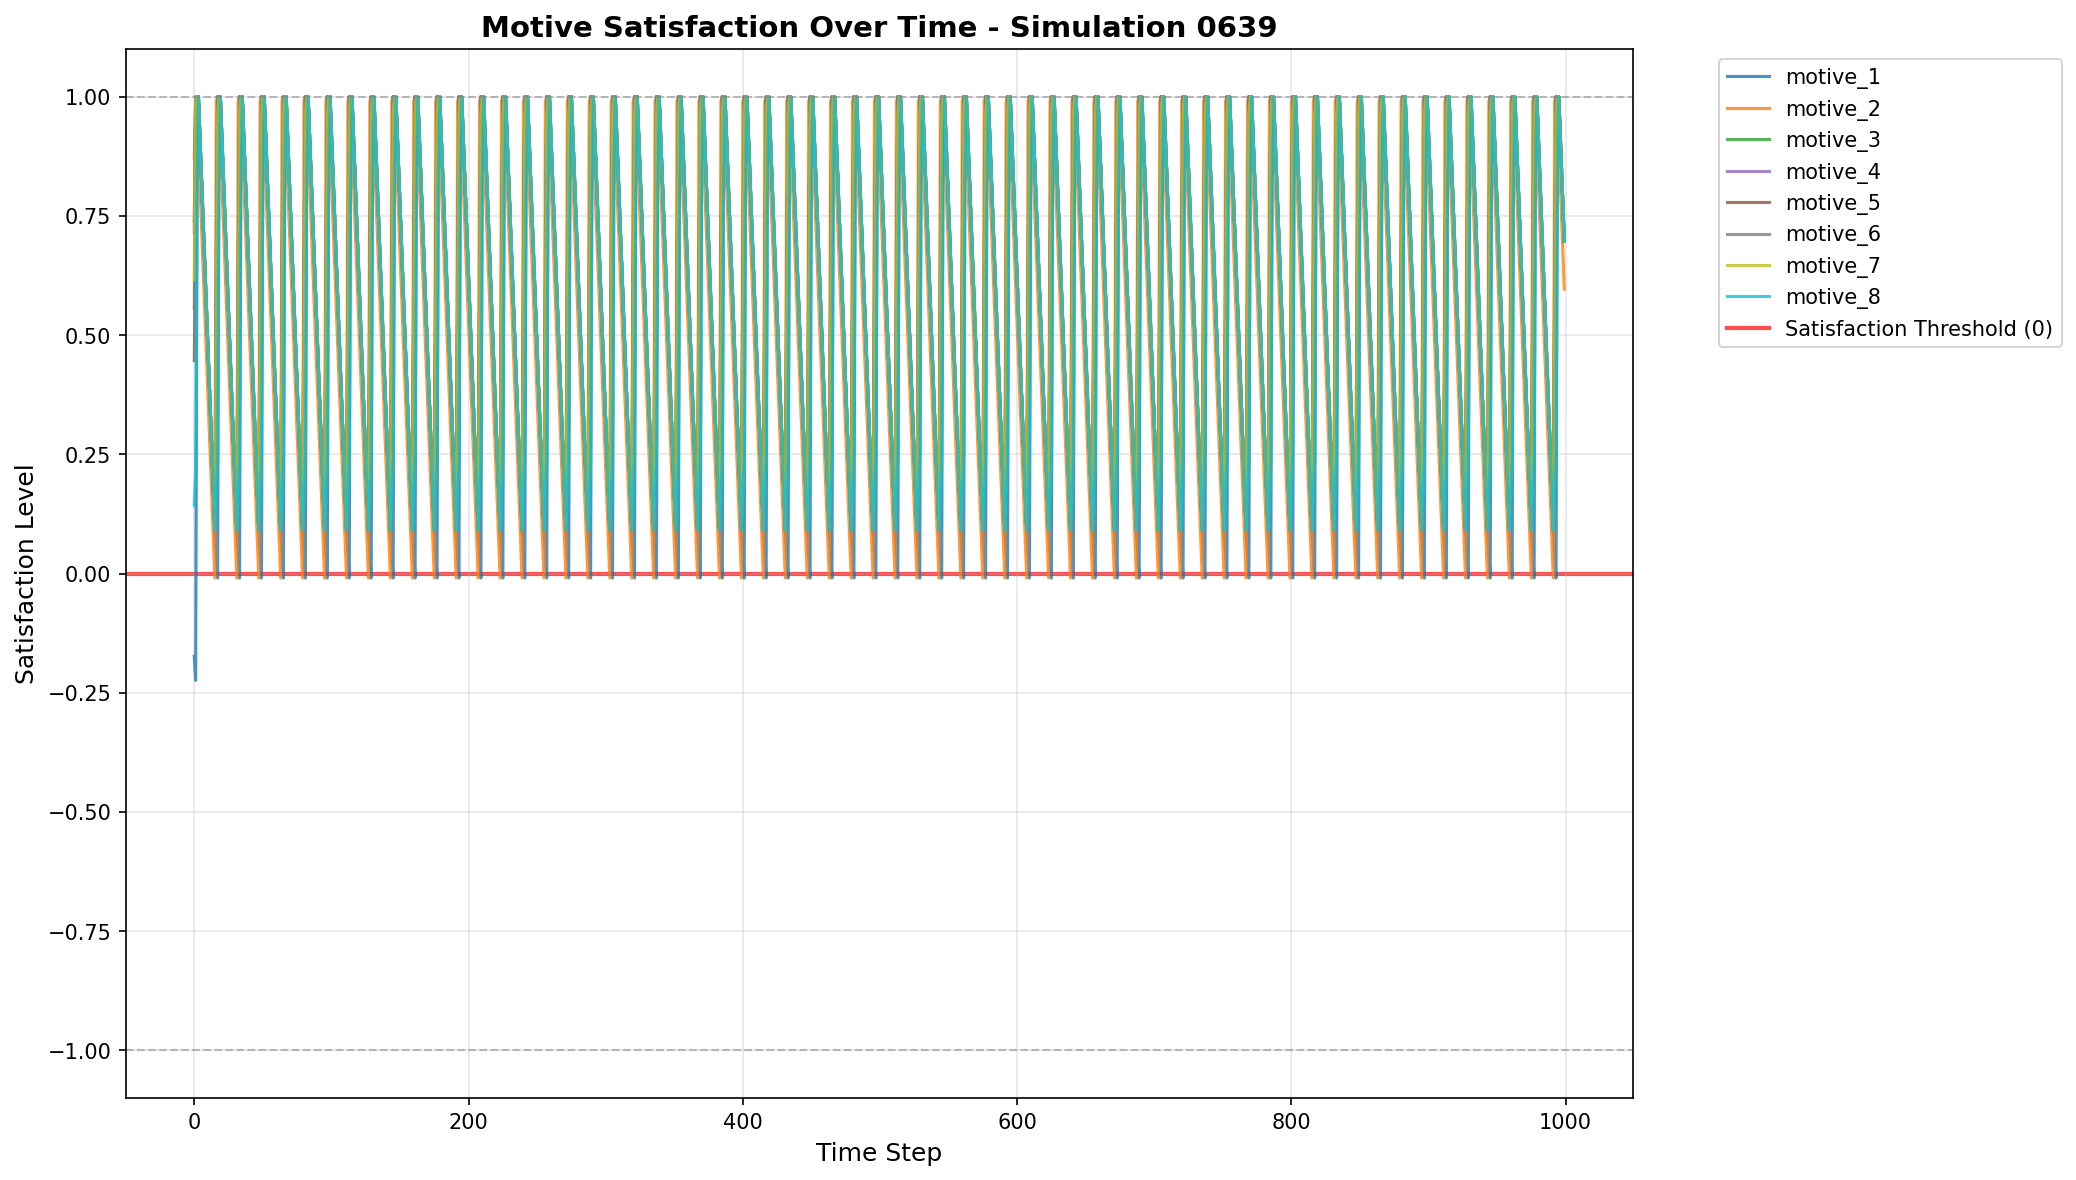 Motive Satisfaction Over Time - Simulation 0639
1.00
0.75
0.50
0.25
0.00
−0.25
−0.50
−0.75
−1.00
Satisfaction Level
0
200
400
600
800
1000
Time Step
motive_1
motive_2
motive_3
motive_4
motive_5
motive_6
motive_7
motive_8
Satisfaction Threshold (0)